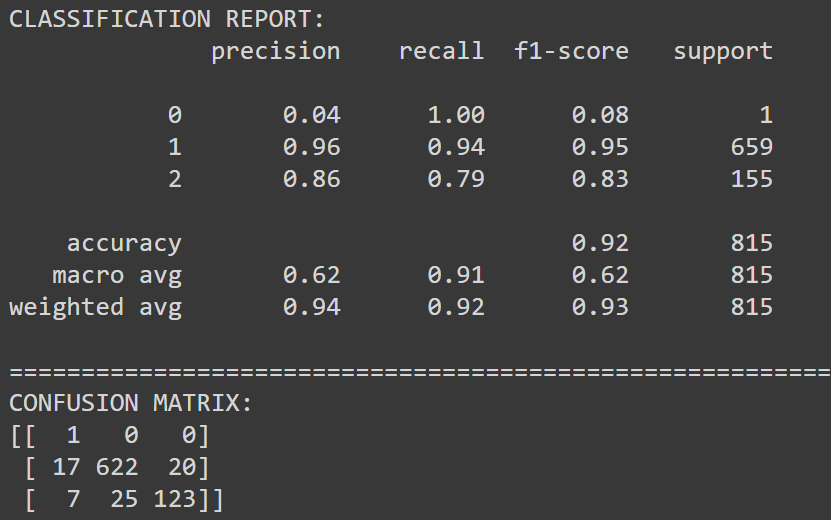 CLASSIFICATION REPORT:
              precision    recall  f1-score   support

           0       0.04      1.00      0.08         1
           1       0.96      0.94      0.95       659
           2       0.86      0.79      0.83       155

    accuracy                           0.92       815
   macro avg       0.62      0.91      0.62       815
weighted avg       0.94      0.92      0.93       815

=========================================================
CONFUSION MATRIX:
[[  1   0   0]
 [ 17 622  20]
 [  7  25 123]]